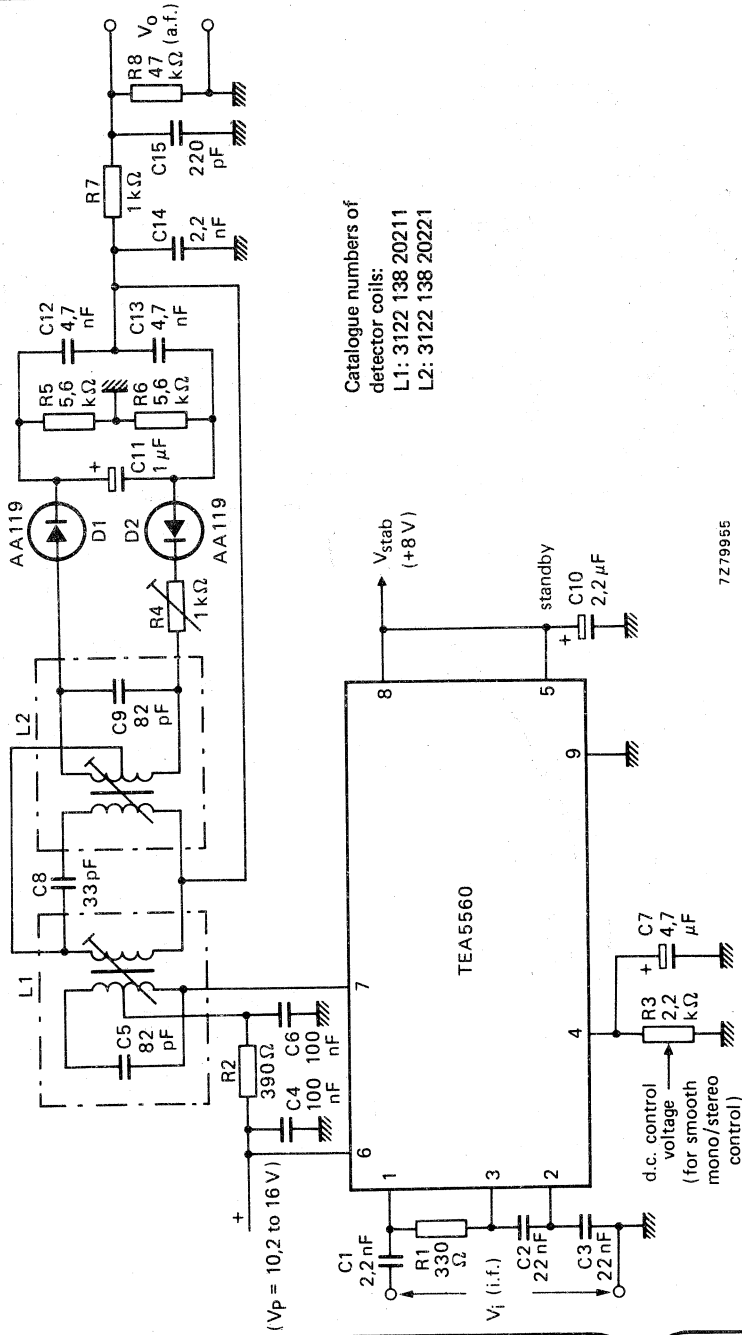 L1
C5
82
pF
C8
33 pF
L2
C9
82
pF
R4
1 kΩ
AA119
D1
D2
AA119
+
C11
1 µF
R5
5,6
kΩ
R6
5,6
kΩ
C12
4,7
nF
C13
4,7
nF
C14
2,2
nF
R7
1 kΩ
C15
220
pF
R8
47
kΩ
Vo
(a.f.)
+
(Vp = 10,2 to 16 V)
C4
100
nF
R2
390 Ω
C6
100
nF
6
7
1
3
2
4
9
8
5
TEA5560
C1
2,2 nF
R1
330
Ω
C2
22 nF
C3
22 nF
Vi (i.f.)
d.c. control
voltage
(for smooth
mono/stereo
control)
R3
2,2
kΩ
+
C7
4,7
µF
Vstab
(+8 V)
standby
+
C10
2,2 µF
Catalogue numbers of
detector coils:
L1: 3122 138 20211
L2: 3122 138 20221
7Z79955